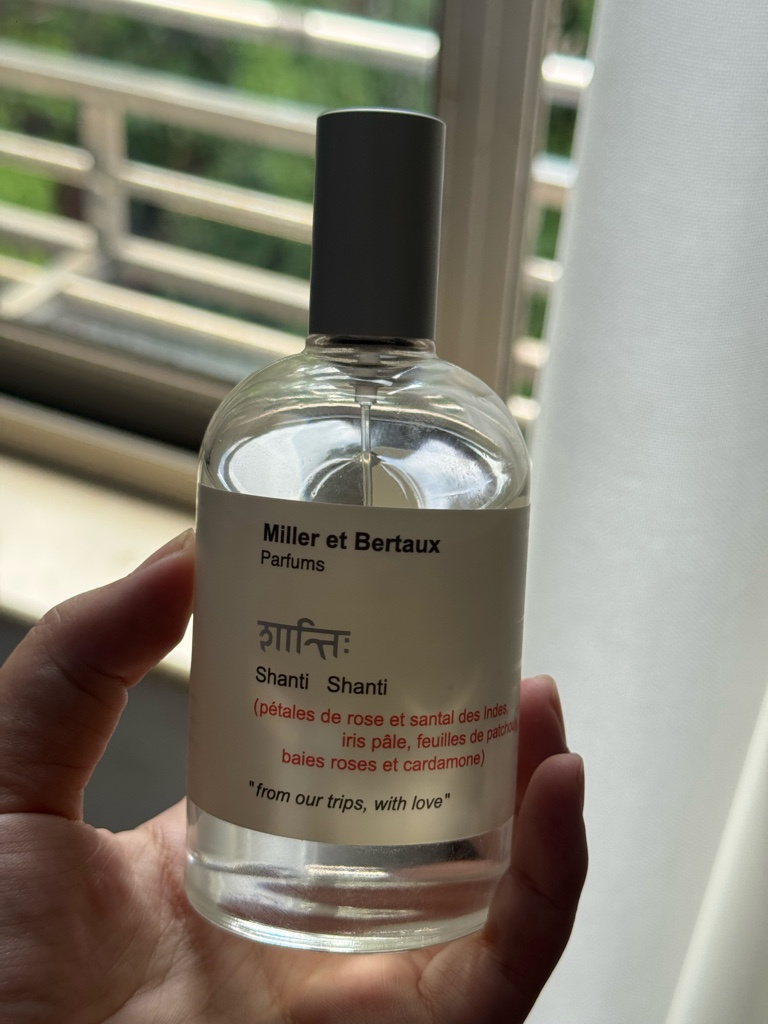 Miller et Bertaux
Parfums
शान्तिः
Shanti Shanti
(pétales de rose et santal des Indes,
iris pâle, feuilles de patchou
baies roses et cardamone)
"from our trips, with love"